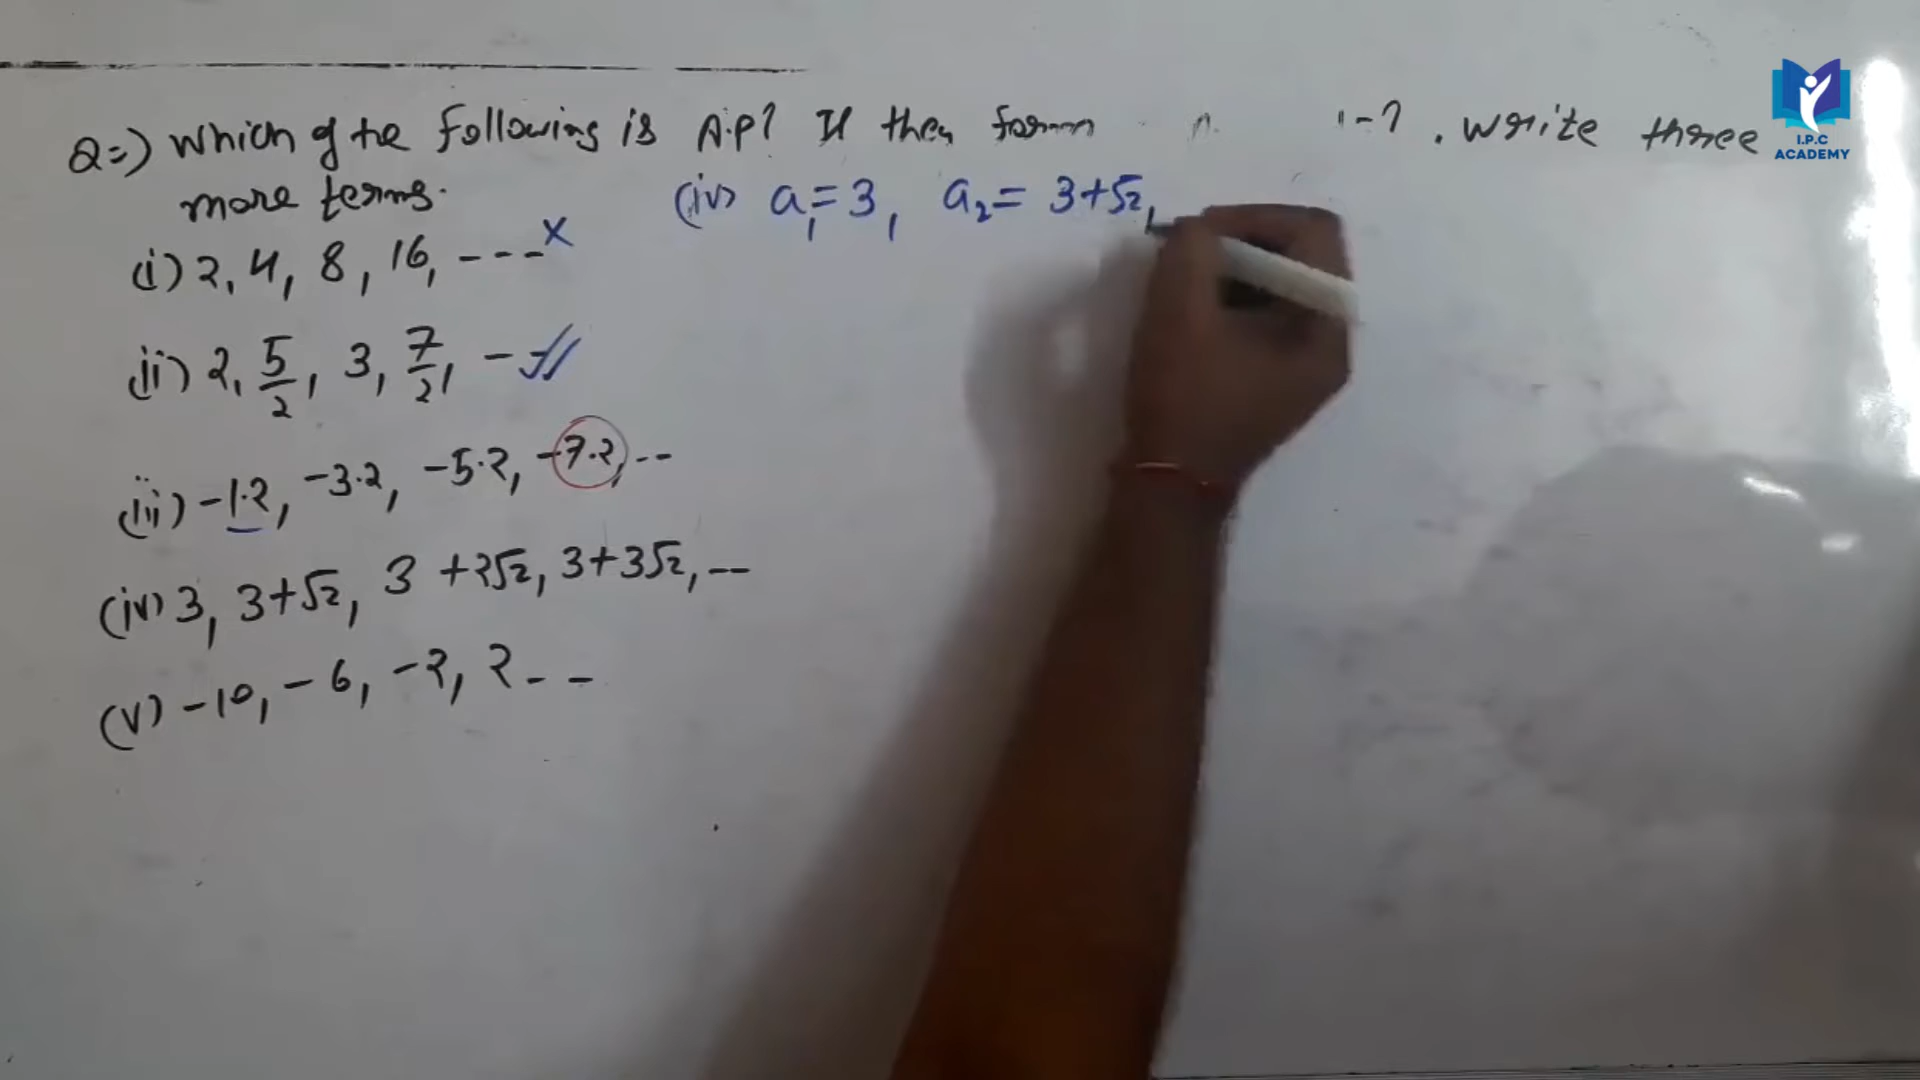 Q=) Which of the following is A.P? If they form . write three
more terms.
(i) 2, 4, 8, 16, ---- x
(ii) 2, 5/2, 3, 7/2, -
(iii) -1.2, -3.2, -5.2, -7.2, --
(iv) 3, 3+√2, 3 +2√2, 3+3√2, --
(v) -10, -6, -2, 2 - -
(iv) a₁=3, a₂= 3+√2,
I.P.C
ACADEMY